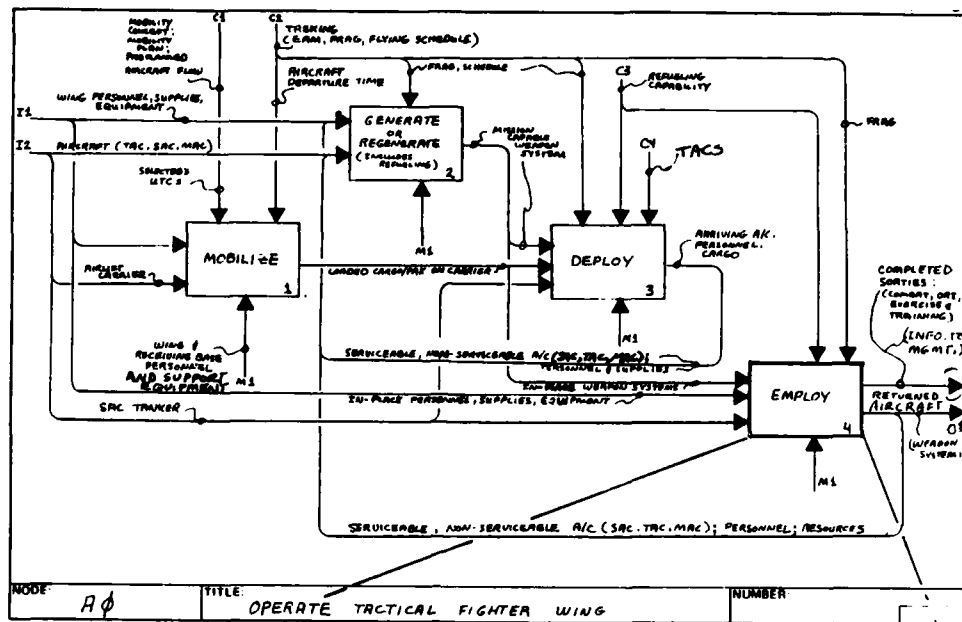 C1
C2
MOBILITY
CONCEPT;
MOBILITY
PLAN;
AIRCRAFT FLOW
TASKING
(EAM, FRAG, FLYING SCHEDULE)
AIRCRAFT
DEPARTURE TIME
FRAG, SCHEDULE
C3
REFUELING
CAPABILITY
FRAG
WING PERSONNEL, SUPPLIES,
EQUIPMENT
I1
I2
AIRCRAFT (TAC, SAC, MAC)
GENERATE
OR
REGENERATE
(INCLUDES
REFUELING)
2
MISSION
CAPABLE
WEAPON
SYSTEM
C4
TACS
SELECTED
UTCS
M1
MOBILIZE
1
AIRLIFT
CARRIER
LOADED CARGO/PAX ON CARRIER
DEPLOY
3
ARRIVING A/C,
PERSONNEL,
CARGO
M1
WING &
RECEIVING BASE
PERSONNEL
AND SUPPORT
EQUIPMENT
M1
COMPLETED
SORTIES:
(COMBAT, ORT,
EXERCISE &
TRAINING)
(INFO. TO
MGMT.)
SERVICEABLE, NON-SERVICEABLE A/C (SAC, TAC, MAC);
PERSONNEL & SUPPLIES
IN-PLACE WEAPON SYSTEMS
IN-PLACE PERSONNEL, SUPPLIES, EQUIPMENT
SAC TANKER
EMPLOY
4
RETURNED
AIRCRAFT
O1
(WEAPON
SYSTEM
M1
SERVICEABLE, NON-SERVICEABLE A/C (SAC, TAC, MAC); PERSONNEL; RESOURCES
NODE:
AØ
TITLE:
OPERATE TACTICAL FIGHTER WING
NUMBER